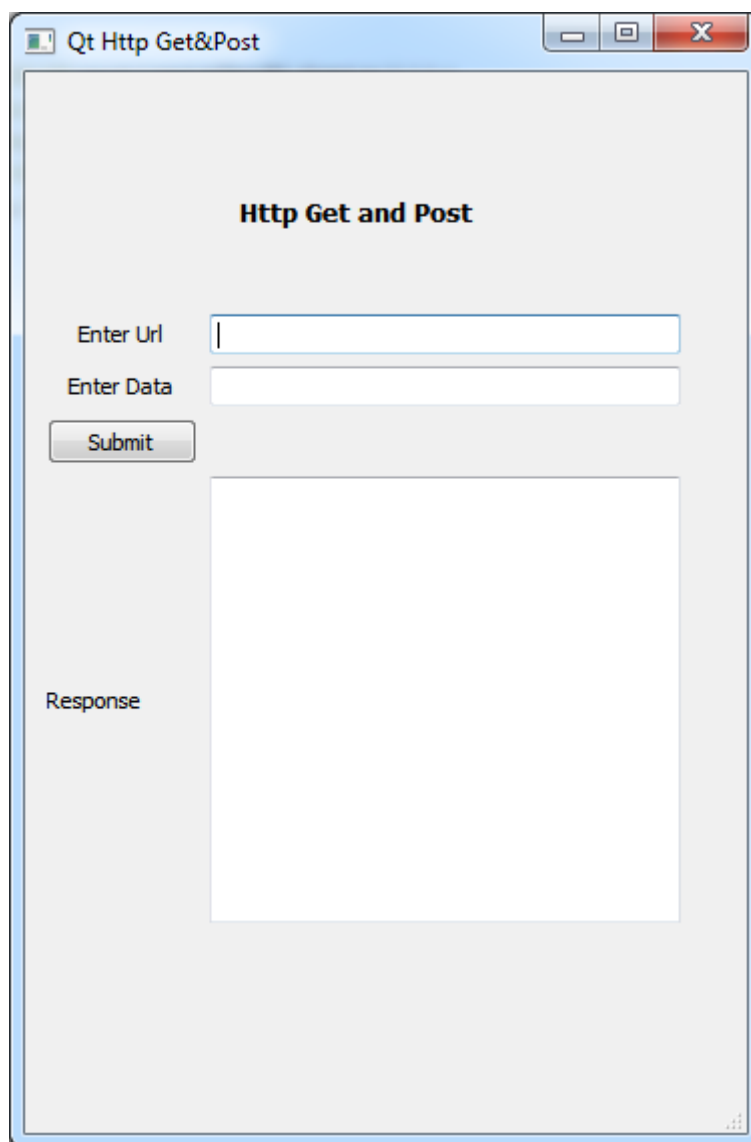 Qt Http Get&Post
Http Get and Post
Enter Url
Enter Data
Submit
Response